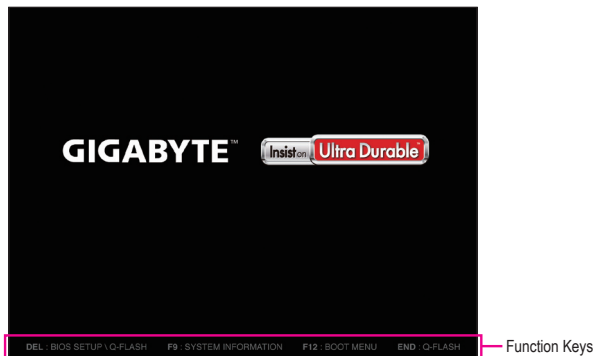 GIGABYTE™ Insist on Ultra Durable™
DEL : BIOS SETUP \ Q-FLASH F9 : SYSTEM INFORMATION F12 : BOOT MENU END : Q-FLASH Function Keys